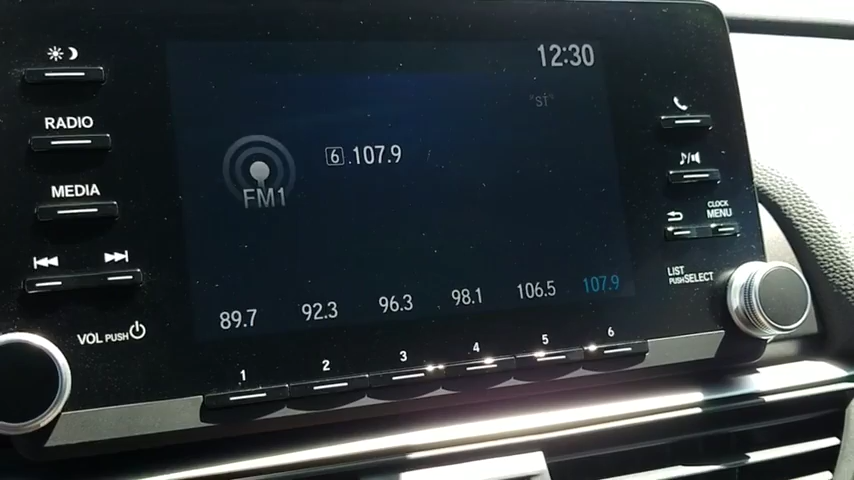 12:30
"si"
RADIO
6 .107.9
FM1
MEDIA
CLOCK
MENU
LIST
PUSH SELECT
VOL PUSH
89.7 92.3 96.3 98.1 106.5 107.9
1 2 3 4 5 6